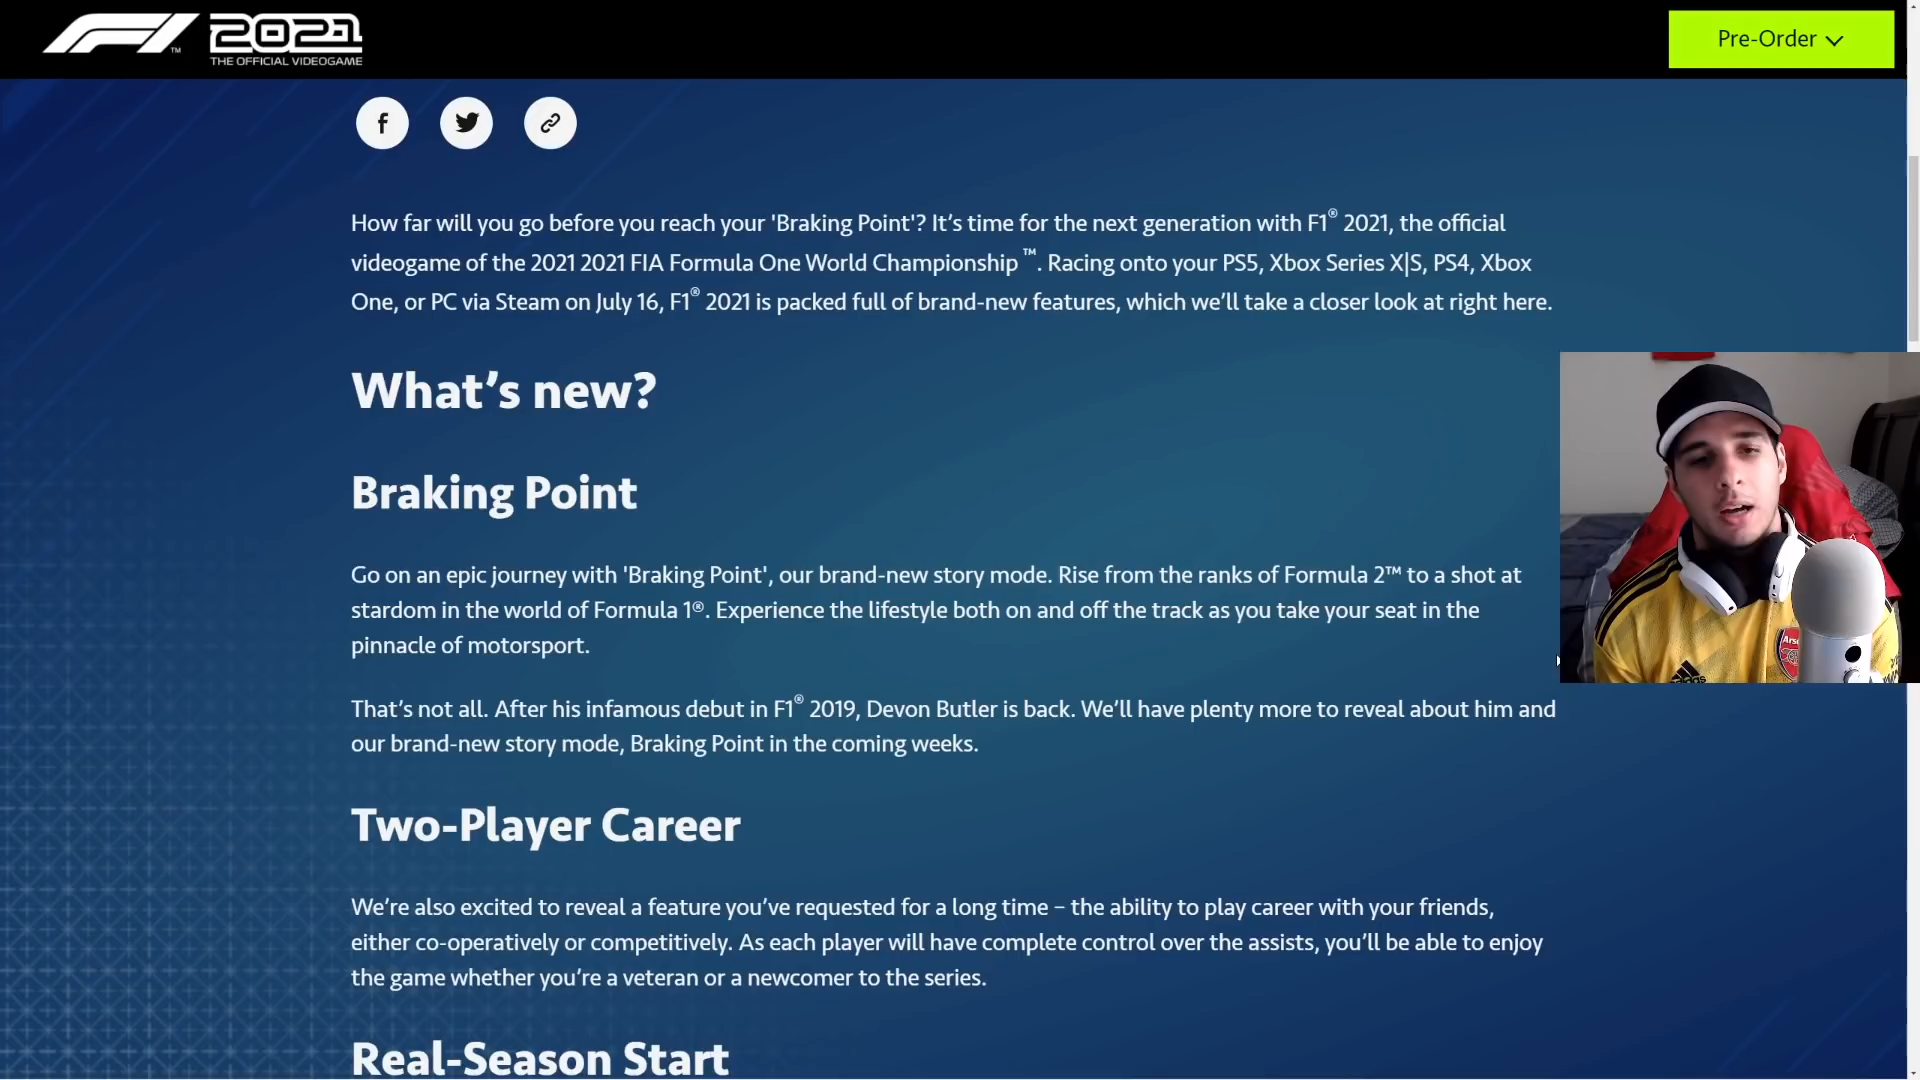 F1 2021
™
THE OFFICIAL VIDEOGAME
Pre-Order
f
How far will you go before you reach your 'Braking Point'? It’s time for the next generation with F1® 2021, the official
videogame of the 2021 2021 FIA Formula One World Championship ™. Racing onto your PS5, Xbox Series X|S, PS4, Xbox
One, or PC via Steam on July 16, F1® 2021 is packed full of brand-new features, which we’ll take a closer look at right here.
What’s new?
Braking Point
Go on an epic journey with 'Braking Point', our brand-new story mode. Rise from the ranks of Formula 2™ to a shot at
stardom in the world of Formula 1®. Experience the lifestyle both on and off the track as you take your seat in the
pinnacle of motorsport.
That’s not all. After his infamous debut in F1® 2019, Devon Butler is back. We’ll have plenty more to reveal about him and
our brand-new story mode, Braking Point in the coming weeks.
Two-Player Career
We’re also excited to reveal a feature you’ve requested for a long time – the ability to play career with your friends,
either co-operatively or competitively. As each player will have complete control over the assists, you’ll be able to enjoy
the game whether you’re a veteran or a newcomer to the series.
Real-Season Start
adidas
Arse